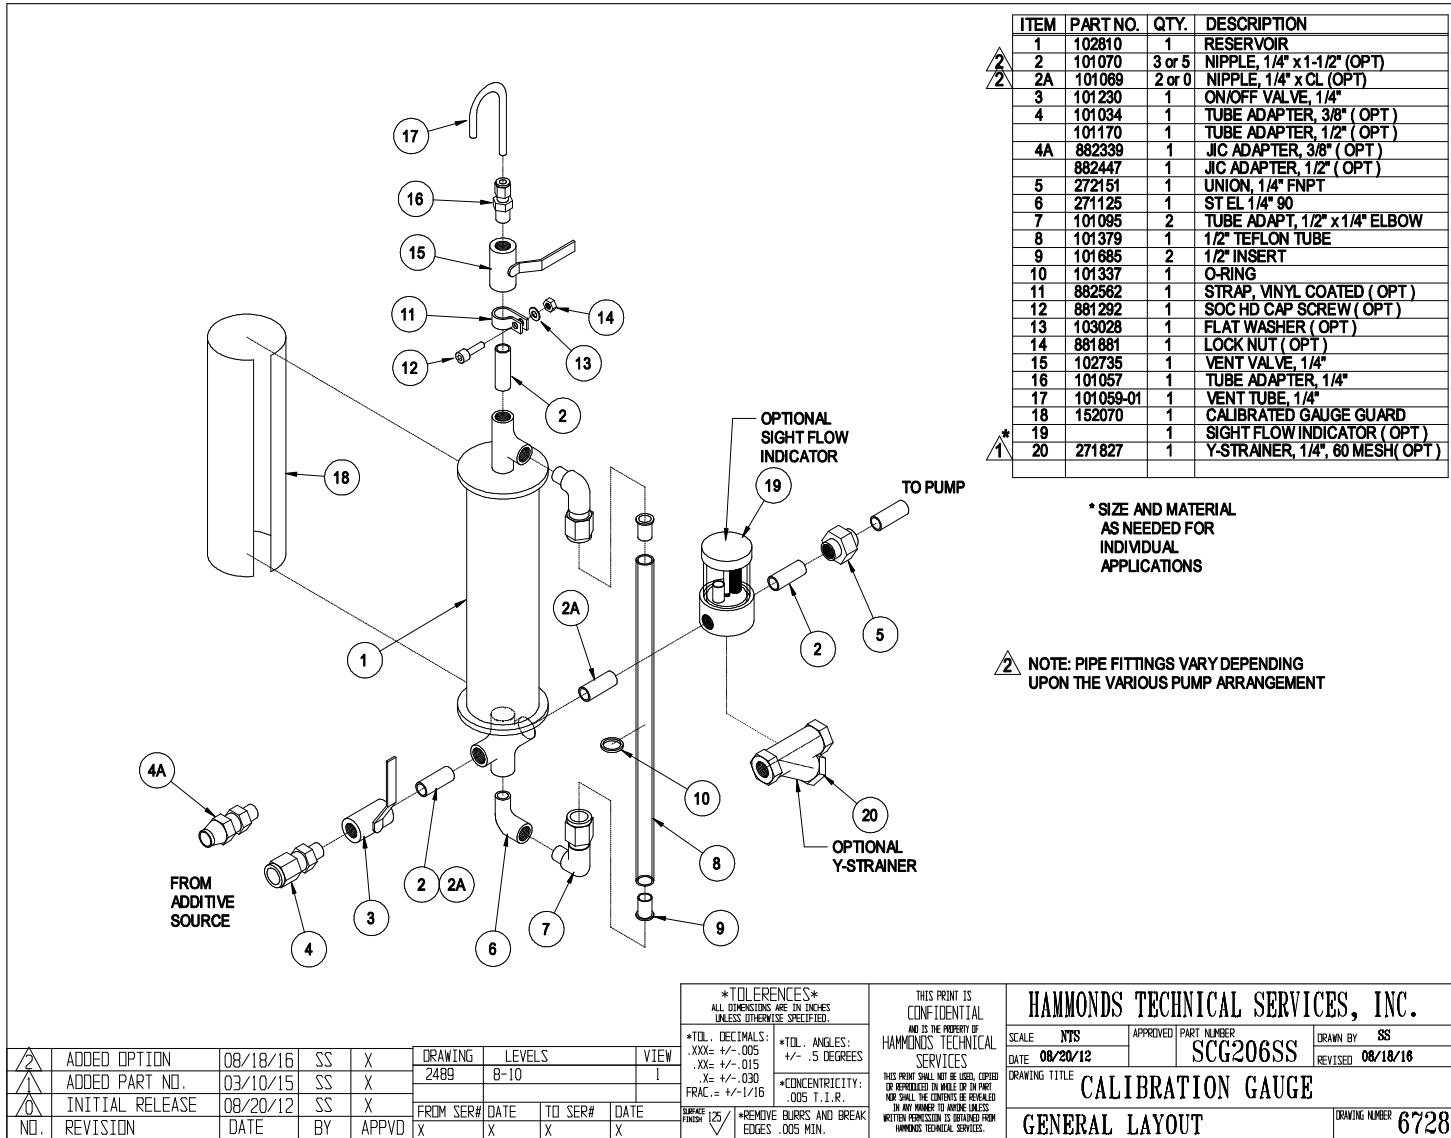 ITEM PART NO. QTY. DESCRIPTION
1 102810 1 RESERVOIR
2 2 101070 3 or 5 NIPPLE, 1/4" x 1-1/2" (OPT)
2 2A 101069 2 or 0 NIPPLE, 1/4" x CL (OPT)
3 101230 1 ON/OFF VALVE, 1/4"
4 101034 1 TUBE ADAPTER, 3/8" ( OPT )
101170 1 TUBE ADAPTER, 1/2" ( OPT )
4A 882339 1 JIC ADAPTER, 3/8" ( OPT )
882447 1 JIC ADAPTER, 1/2" ( OPT )
5 272151 1 UNION, 1/4" FNPT
6 271125 1 ST EL 1/4" 90
7 101095 2 TUBE ADAPT, 1/2" x 1/4" ELBOW
8 101379 1 1/2" TEFLON TUBE
9 101685 2 1/2" INSERT
10 101337 1 O-RING
11 882562 1 STRAP, VINYL COATED ( OPT )
12 881292 1 SOC HD CAP SCREW ( OPT )
13 103028 1 FLAT WASHER ( OPT )
14 881881 1 LOCK NUT ( OPT )
15 102735 1 VENT VALVE, 1/4"
16 101057 1 TUBE ADAPTER, 1/4"
17 101059-01 1 VENT TUBE, 1/4"
18 152070 1 CALIBRATED GAUGE GUARD
* 19 1 SIGHT FLOW INDICATOR ( OPT )
1 20 271827 1 Y-STRAINER, 1/4", 60 MESH( OPT )
* SIZE AND MATERIAL
AS NEEDED FOR
INDIVIDUAL
APPLICATIONS
2 NOTE: PIPE FITTINGS VARY DEPENDING
UPON THE VARIOUS PUMP ARRANGEMENT
17
16
15
11
14
12
13
2
OPTIONAL
SIGHT FLOW
INDICATOR
18
19
TO PUMP
2A
5
2
1
4A
10
20
OPTIONAL
Y-STRAINER
8
FROM
ADDITIVE
SOURCE
2 2A
3
7
9
4
6
*TOLERENCES*
ALL DIMENSIONS ARE IN INCHES
UNLESS OTHERWISE SPECIFIED.
*TOL. DECIMALS:
.XXX= +/-.005
.XX= +/-.015
.X= +/-.030
FRAC.= +/-1/16
*TOL. ANGLES:
+/- .5 DEGREES
*CONCENTRICITY:
.005 T.I.R.
SURFACE
FINISH
125
*REMOVE BURRS AND BREAK
EDGES .005 MIN.
THIS PRINT IS
CONFIDENTIAL
AND IS THE PROPERTY OF
HAMMONDS TECHNICAL
SERVICES
THIS PRINT SHALL NOT BE USED, COPIED
OR REPRODUCED IN WHOLE OR IN PART
NOR SHALL THE CONTENTS BE REVEALED
IN ANY MANNER TO ANYONE UNLESS
WRITTEN PERMISSION IS OBTAINED FROM
HAMMONDS TECHNICAL SERVICES.
HAMMONDS TECHNICAL SERVICES, INC.
SCALE NTS
APPROVED
PART NUMBER
SCG206SS
DRAWN BY SS
DATE 08/20/12
REVISED 08/18/16
DRAWING TITLE
CALIBRATION GAUGE
GENERAL LAYOUT
DRAWING NUMBER 6728
2 ADDED OPTION 08/18/16 SS X
1 ADDED PART NO. 03/10/15 SS X
0 INITIAL RELEASE 08/20/12 SS X
NO. REVISION DATE BY APPVD
DRAWING LEVELS VIEW
2489 8-10 1
FROM SER# DATE TO SER# DATE
X X X X